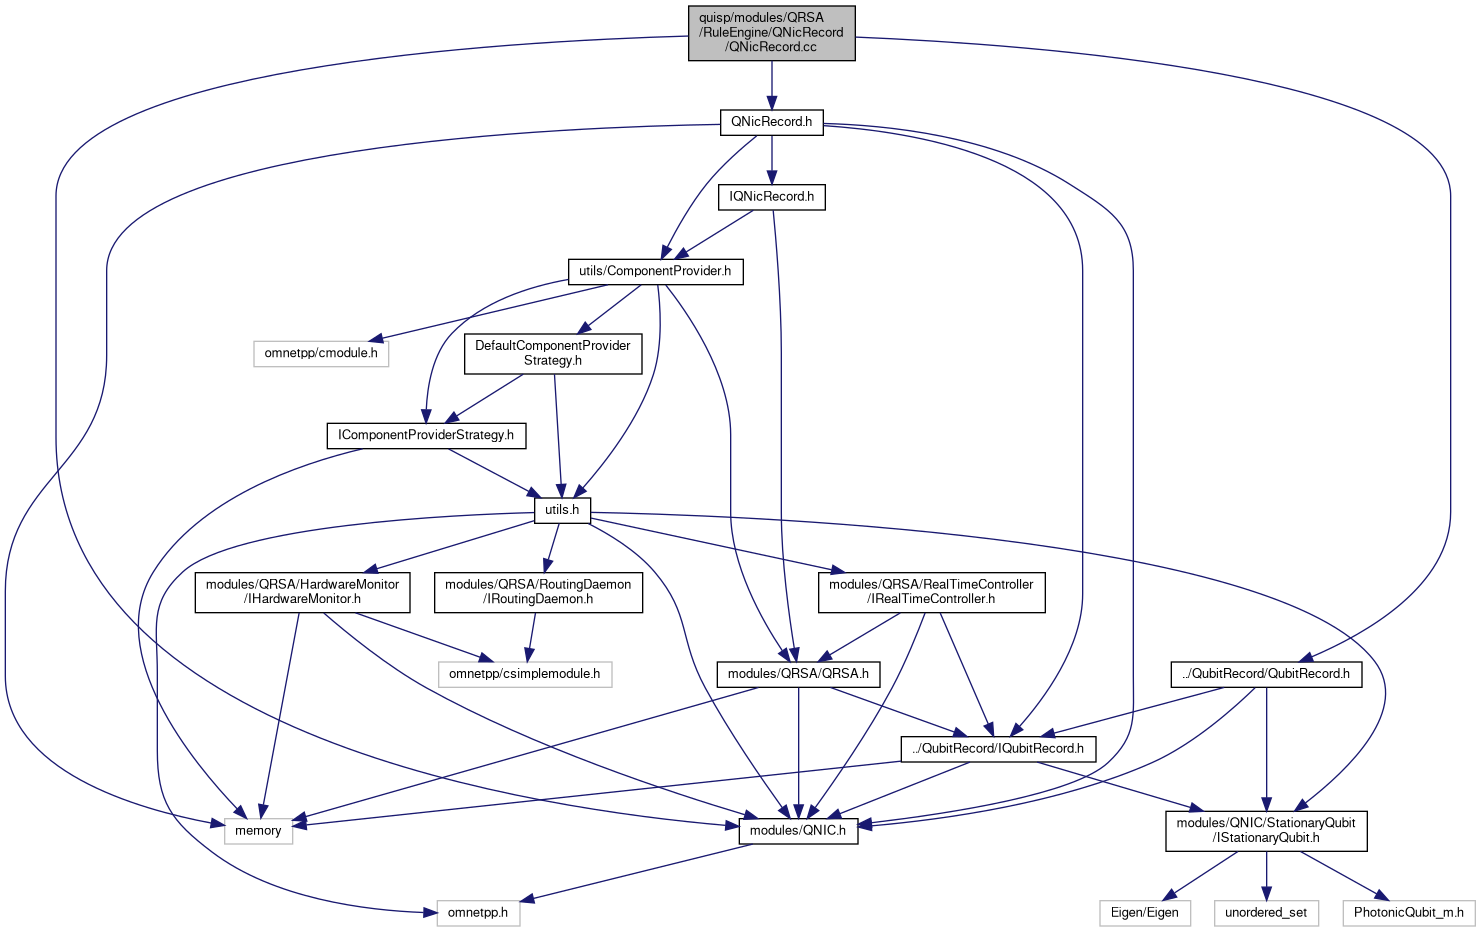 quisp/modules/QRSA
/RuleEngine/QNicRecord
/QNicRecord.cc
QNicRecord.h
IQNicRecord.h
utils/ComponentProvider.h
omnetpp/cmodule.h
DefaultComponentProvider
Strategy.h
IComponentProviderStrategy.h
utils.h
modules/QRSA/HardwareMonitor
/IHardwareMonitor.h
modules/QRSA/RoutingDaemon
/IRoutingDaemon.h
modules/QRSA/RealTimeController
/IRealTimeController.h
omnetpp/csimplemodule.h
modules/QRSA/QRSA.h
../QubitRecord/QubitRecord.h
../QubitRecord/IQubitRecord.h
memory
modules/QNIC.h
modules/QNIC/StationaryQubit
/IStationaryQubit.h
omnetpp.h
Eigen/Eigen
unordered_set
PhotonicQubit_m.h